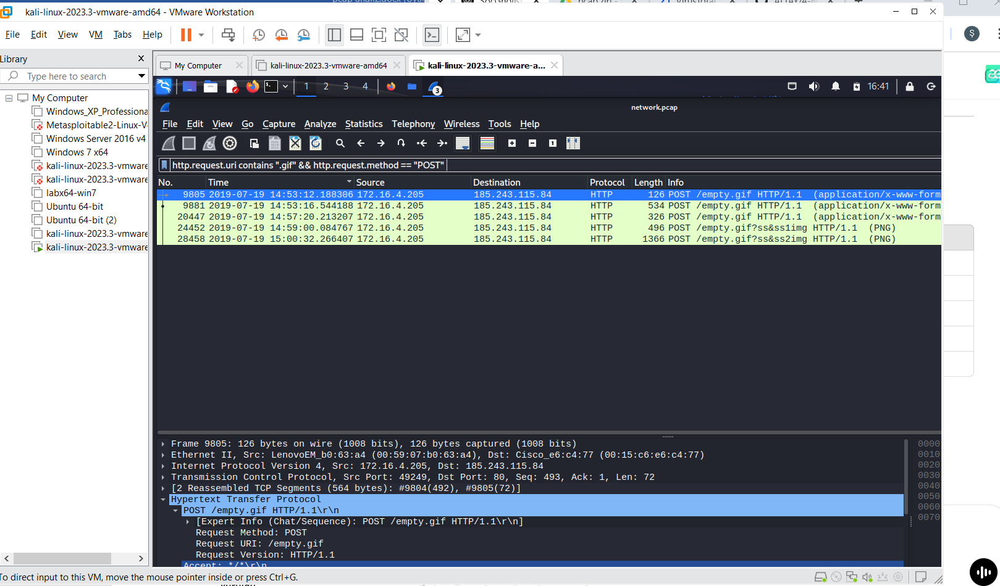 kali-linux-2023.3-vmware-amd64 - VMware Workstation
File Edit View VM Tabs Help
Library
Type here to search
My Computer
Windows_XP_Professiona
Metasploitable2-Linux-V
Windows Server 2016 v4
Windows 7 x64
kali-linux-2023.3-vmware
kali-linux-2023.3-vmware
labx64-win7
Ubuntu 64-bit
Ubuntu 64-bit (2)
kali-linux-2023.3-vmware
kali-linux-2023.3-vmware
My Computer
kali-linux-2023.3-vmware-amd64
kali-linux-2023.3-vmware-a...
1 2 3 4
3
16:41
network.pcap
File Edit View Go Capture Analyze Statistics Telephony Wireless Tools Help
http.request.uri contains ".gif" && http.request.method == "POST"
No. Time Source Destination Protocol Length Info
9805 2019-07-19 14:53:12.188306 172.16.4.205 185.243.115.84 HTTP 126 POST /empty.gif HTTP/1.1 (application/x-www-form
9881 2019-07-19 14:53:16.544188 172.16.4.205 185.243.115.84 HTTP 534 POST /empty.gif HTTP/1.1 (application/x-www-form
20447 2019-07-19 14:57:20.213207 172.16.4.205 185.243.115.84 HTTP 326 POST /empty.gif HTTP/1.1 (application/x-www-form
24452 2019-07-19 14:59:00.084767 172.16.4.205 185.243.115.84 HTTP 496 POST /empty.gif?ss&ss1img HTTP/1.1 (PNG)
28458 2019-07-19 15:00:32.266407 172.16.4.205 185.243.115.84 HTTP 1366 POST /empty.gif?ss&ss2img HTTP/1.1 (PNG)
Frame 9805: 126 bytes on wire (1008 bits), 126 bytes captured (1008 bits)
Ethernet II, Src: LenovoEM_b0:63:a4 (00:59:07:b0:63:a4), Dst: Cisco_e6:c4:77 (00:15:c6:e6:c4:77)
Internet Protocol Version 4, Src: 172.16.4.205, Dst: 185.243.115.84
Transmission Control Protocol, Src Port: 49249, Dst Port: 80, Seq: 493, Ack: 1, Len: 72
[2 Reassembled TCP Segments (564 bytes): #9804(492), #9805(72)]
Hypertext Transfer Protocol
POST /empty.gif HTTP/1.1\r\n
[Expert Info (Chat/Sequence): POST /empty.gif HTTP/1.1\r\n]
Request Method: POST
Request URI: /empty.gif
Request Version: HTTP/1.1
Accept: */*\r\n
0000
0010
0020
0030
0040
0050
0060
0070
To direct input to this VM, move the mouse pointer inside or press Ctrl+G.
Ş